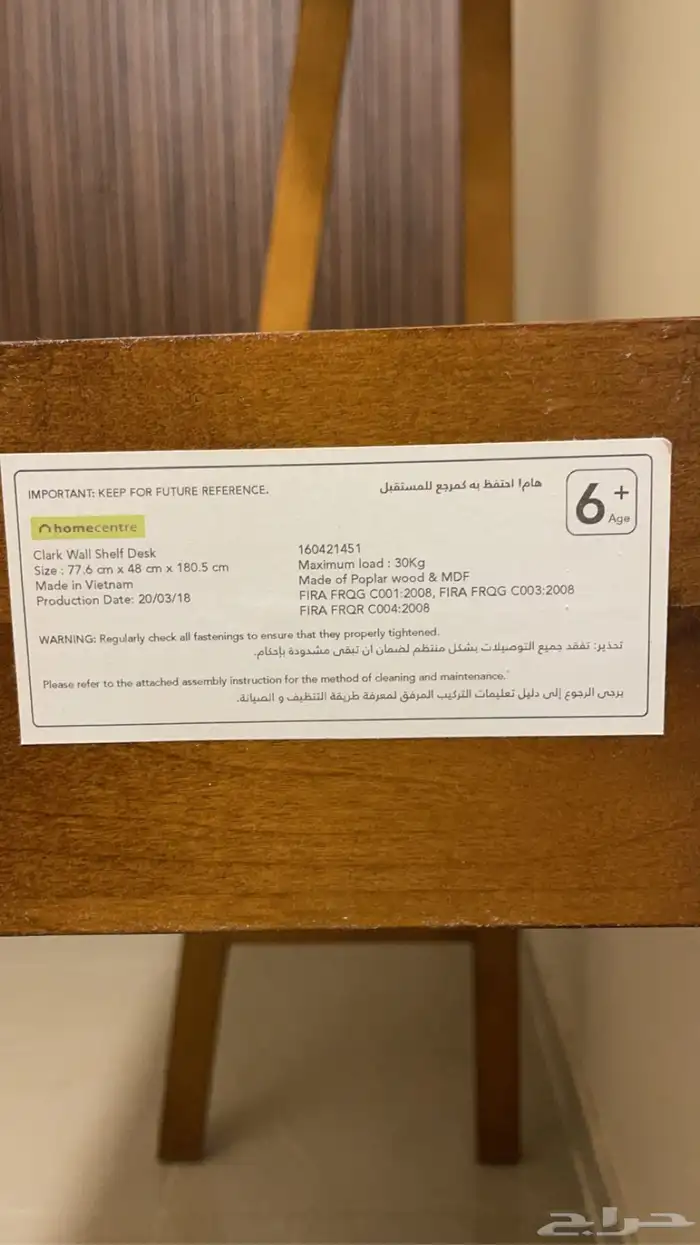 IMPORTANT: KEEP FOR FUTURE REFERENCE.
هام! احتفظ به كمرجع للمستقبل
6+
Age
homecentre
Clark Wall Shelf Desk
Size : 77.6 cm x 48 cm x 180.5 cm
Made in Vietnam
Production Date: 20/03/18
160421451
Maximum load : 30Kg
Made of Poplar wood & MDF
FIRA FRQG C001:2008, FIRA FRQG C003:2008
FIRA FRQR C004:2008
WARNING: Regularly check all fastenings to ensure that they properly tightened.
تحذير: تفقد جميع التوصيلات بشكل منتظم لضمان ان تبقى مشدودة بإحكام.
Please refer to the attached assembly instruction for the method of cleaning and maintenance.
يرجى الرجوع إلى دليل تعليمات التركيب المرفق لمعرفة طريقة التنظيف و الصيانة.
حراج